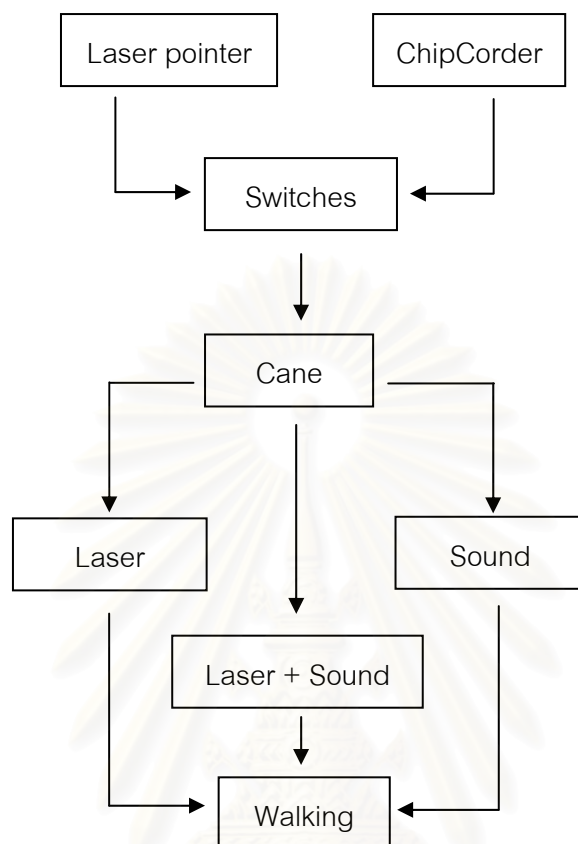 Laser pointer
ChipCorder
Switches
Cane
Laser
Sound
Laser + Sound
Walking